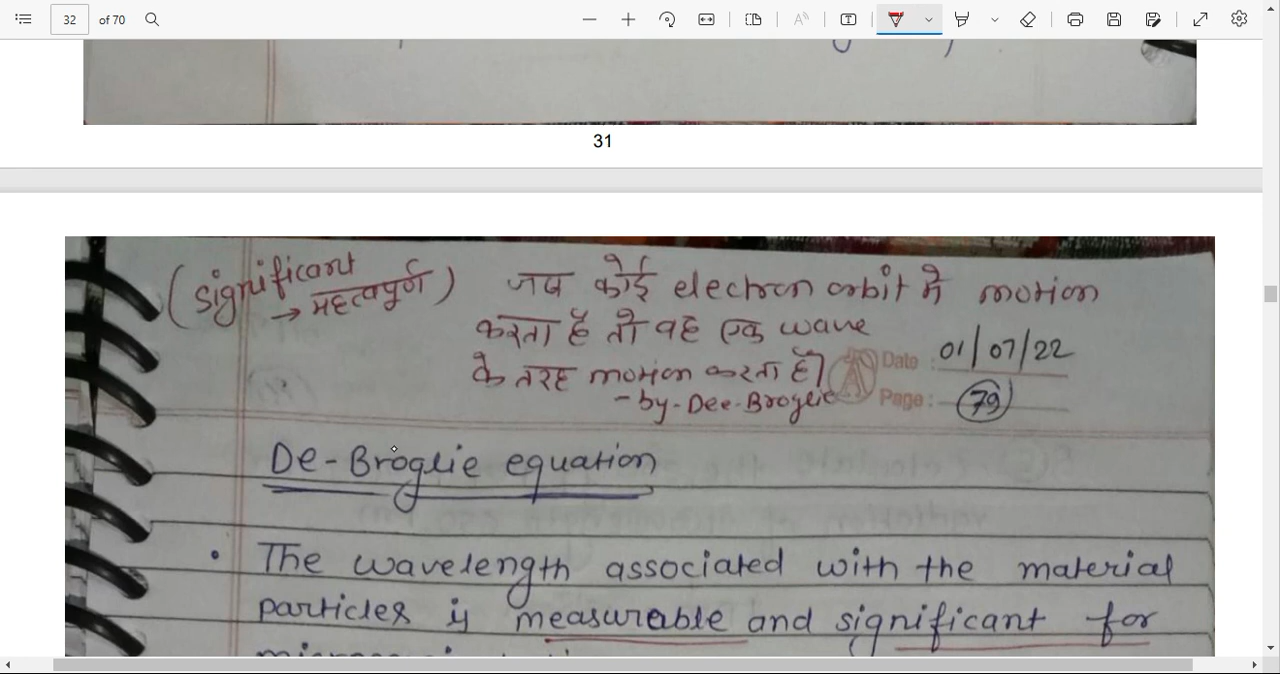 32 of 70
31
(significant जब कोई electron orbit में motion
→ महत्वपूर्ण)
करता है तो वह एक wave
के तरह motion करता है।
Date : 01/07/22
-by-Dee-Broglie
Page : 79
De-Broglie equation
• The wavelength associated with the material
particles is measurable and significant for